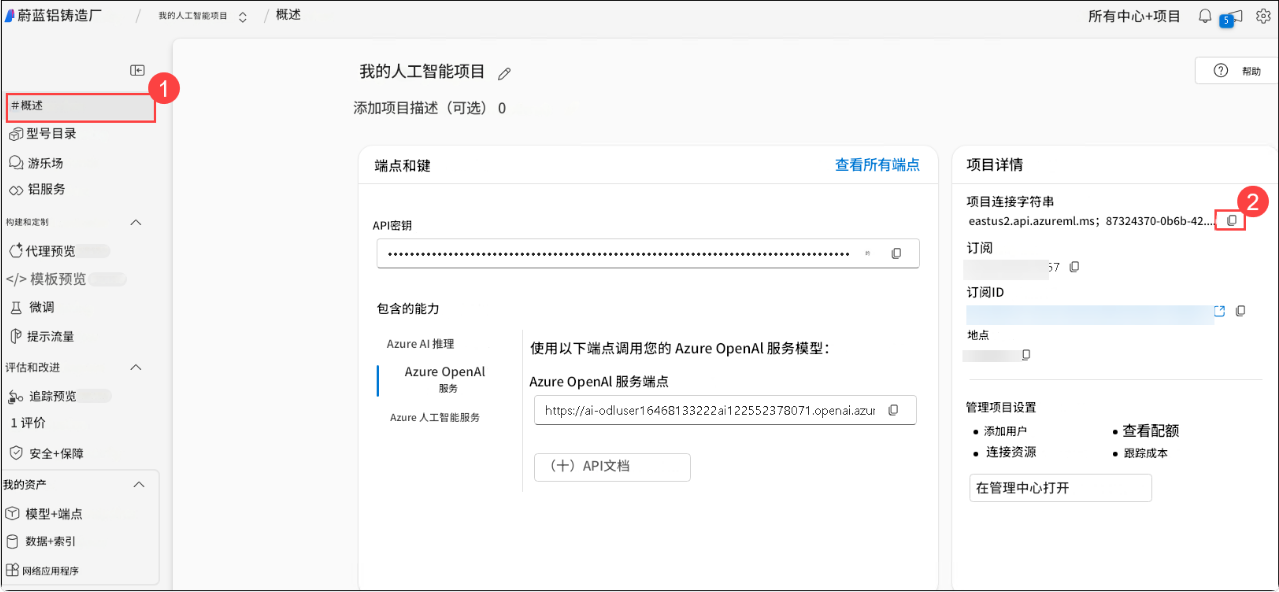 蔚蓝铝铸造厂 / 我的人工智能项目 / 概述 所有中心+项目 5
1
#概述
型号目录
游乐场
铝服务
构建和定制
代理预览
</> 模板预览
微调
提示流量
评估和改进
追踪预览
1 评价
安全+保障
我的资产
模型+端点
数据+索引
网络应用程序
我的人工智能项目
帮助
添加项目描述（可选） 0
端点和键 查看所有端点
API密钥
••••••••••••••••••••••••••••••••••••••••••••••••••••••••••••••••••••••••••
包含的能力
Azure AI 推理
Azure OpenAl
服务
Azure 人工智能服务
使用以下端点调用您的 Azure OpenAl 服务模型：
Azure OpenAl 服务端点
https://ai-odluser16468133222ai122552378071.openai.azur
（十）API文档
项目详情
项目连接字符串
2
eastus2.api.azureml.ms；87324370-0b6b-42....
订阅
57
订阅ID
地点
管理项目设置
• 添加用户
• 查看配额
• 连接资源
• 跟踪成本
在管理中心打开